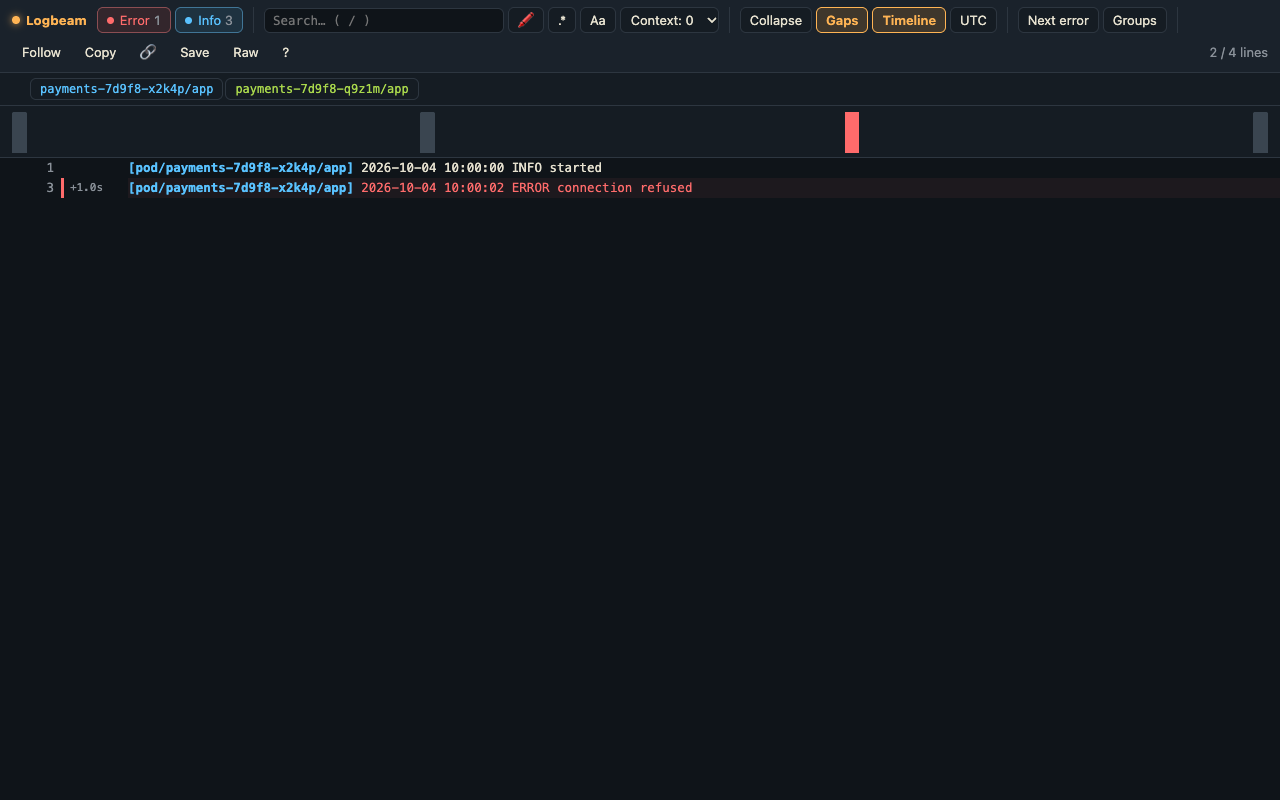 Logbeam Error 1 Info 3 Search… ( / ) .* Aa Context: 0 Collapse Gaps Timeline UTC Next error Groups
Follow Copy Save Raw ? 2 / 4 lines
payments-7d9f8-x2k4p/app payments-7d9f8-q9z1m/app
1 [pod/payments-7d9f8-x2k4p/app] 2026-10-04 10:00:00 INFO started
3 +1.0s [pod/payments-7d9f8-x2k4p/app] 2026-10-04 10:00:02 ERROR connection refused